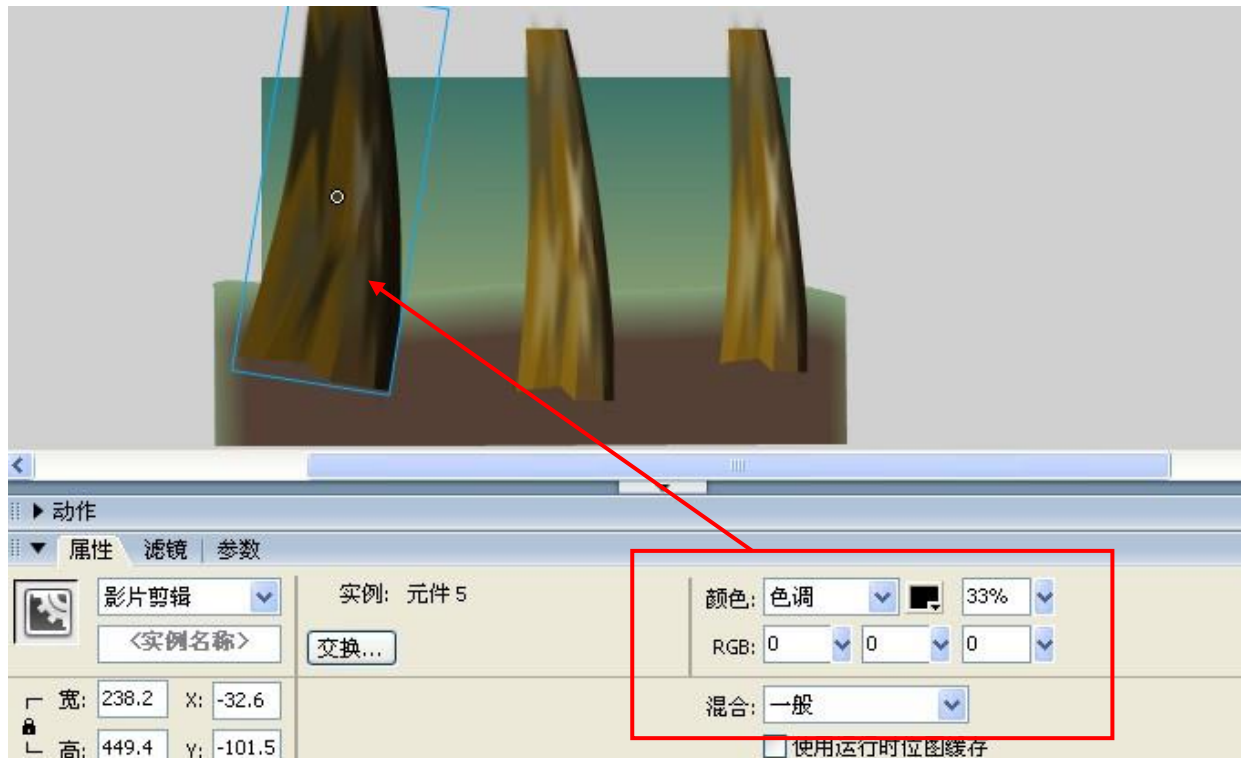 动作
属性 滤镜 参数
影片剪辑 实例: 元件 5 颜色: 色调 33%
<实例名称> 交换... RGB: 0 0 0
宽: 238.2 X: -32.6 混合: 一般
高: 449.4 Y: -101.5 使用运行时位图缓存